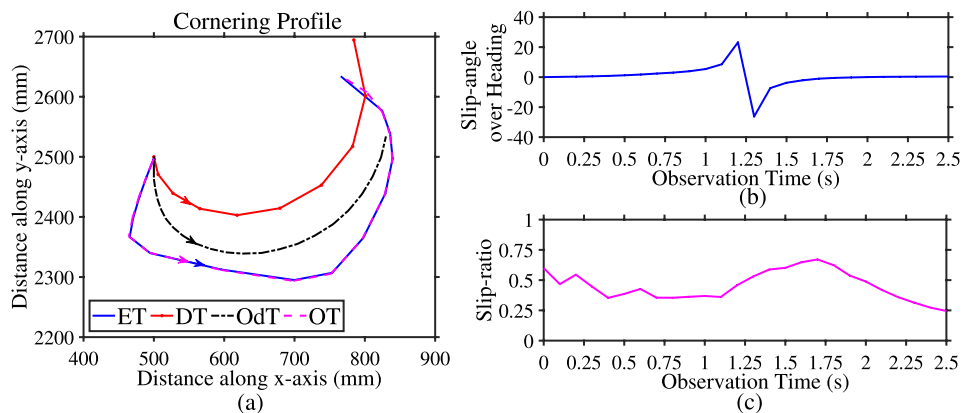 Cornering Profile
Distance along y-axis (mm)
2700
2600
2500
2400
2300
2200
ET DT OdT OT
400 500 600 700 800 900
Distance along x-axis (mm)
(a)
Slip-angle
over Heading
40
20
0
-20
-40
0 0.25 0.5 0.75 1 1.25 1.5 1.75 2 2.25 2.5
Observation Time (s)
(b)
Slip-ratio
1
0.75
0.5
0.25
0
0 0.25 0.5 0.75 1 1.25 1.5 1.75 2 2.25 2.5
Observation Time (s)
(c)